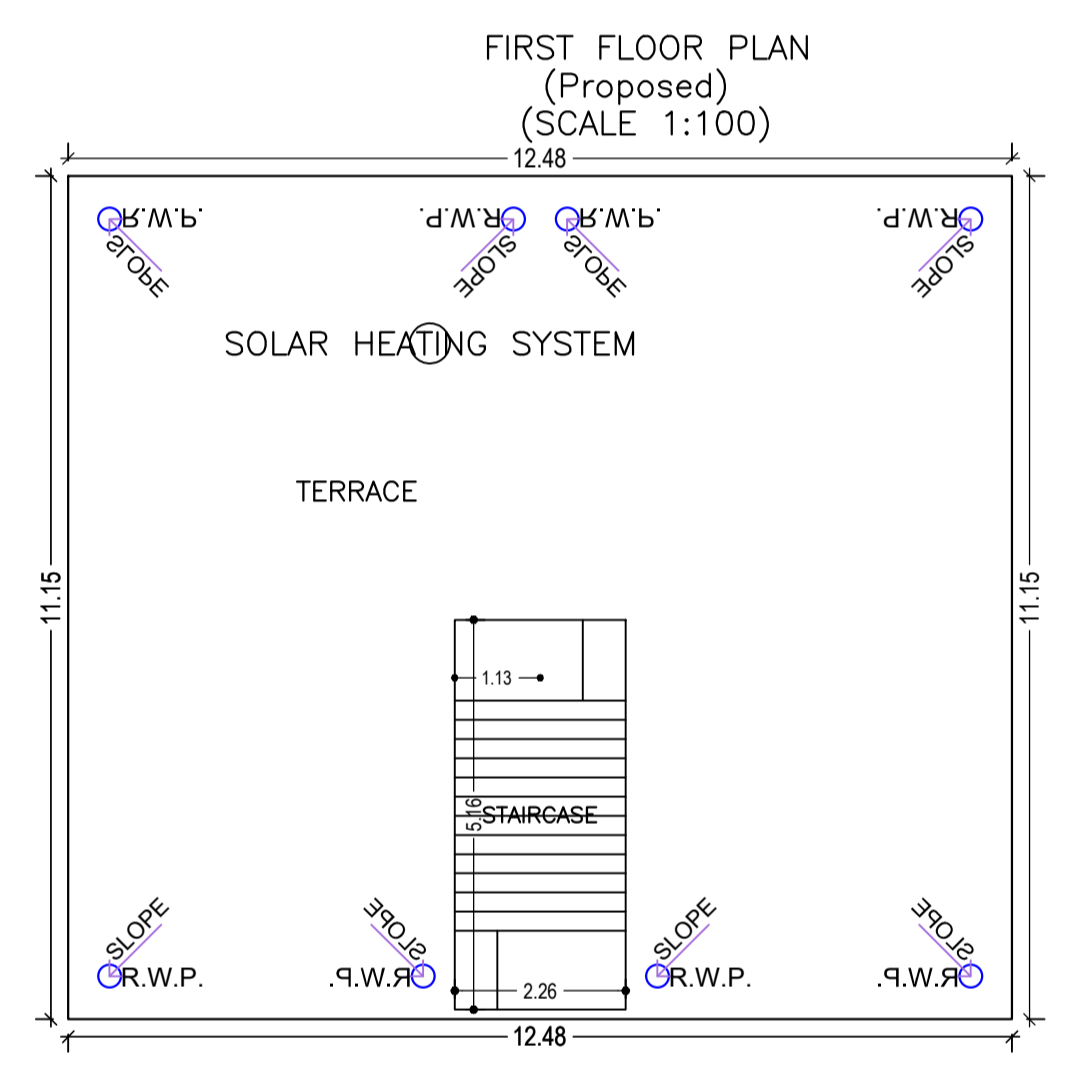 FIRST FLOOR PLAN
(Proposed)
(SCALE 1:100)
12.48
R.W.P. R.W.P. R.W.P. R.W.P.
SLOPE SLOPE SLOPE SLOPE
SOLAR HEATING SYSTEM
TERRACE
11.15 11.15
1.13
5.16 STAIRCASE
SLOPE SLOPE SLOPE SLOPE
R.W.P. R.W.P. R.W.P. R.W.P.
2.26
12.48